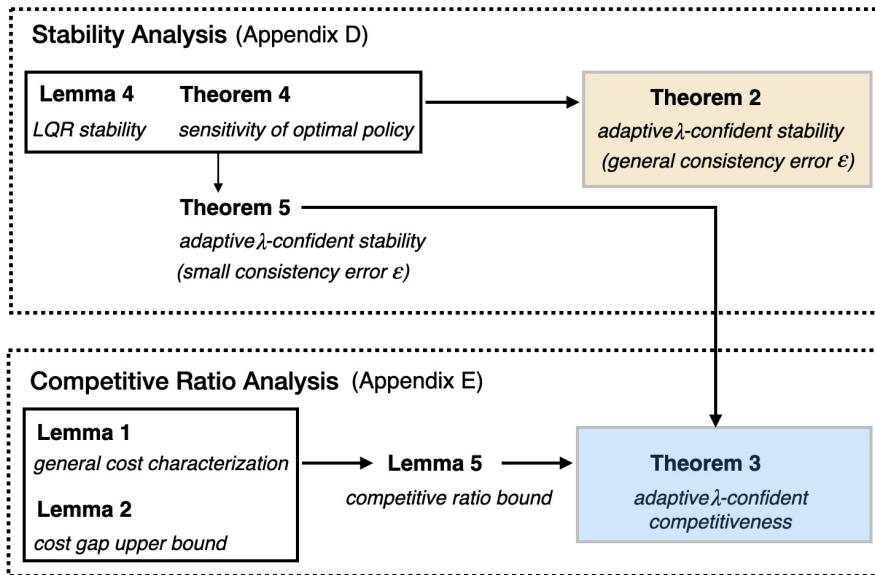 Stability Analysis (Appendix D)
Lemma 4 Theorem 4
LQR stability sensitivity of optimal policy
Theorem 2
adaptive λ-confident stability
(general consistency error ε)
Theorem 5
adaptive λ-confident stability
(small consistency error ε)
Competitive Ratio Analysis (Appendix E)
Lemma 1
general cost characterization
Lemma 2
cost gap upper bound
Lemma 5
competitive ratio bound
Theorem 3
adaptive λ-confident
competitiveness